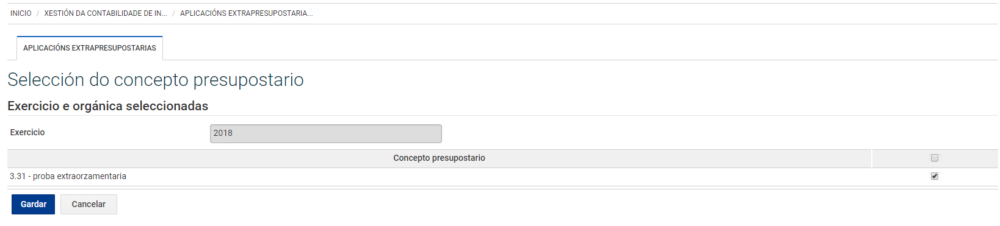 INICIO / XESTIÓN DA CONTABILIDADE DE IN... / APLICACIÓNS EXTRAPRESUPOSTARIA...
APLICACIÓNS EXTRAPRESUPOSTARIAS
Selección do concepto presupostario
Exercicio e orgánica seleccionadas
Exercicio 2018
Concepto presupostario
3.31 - proba extraorzamentaria
Gardar Cancelar